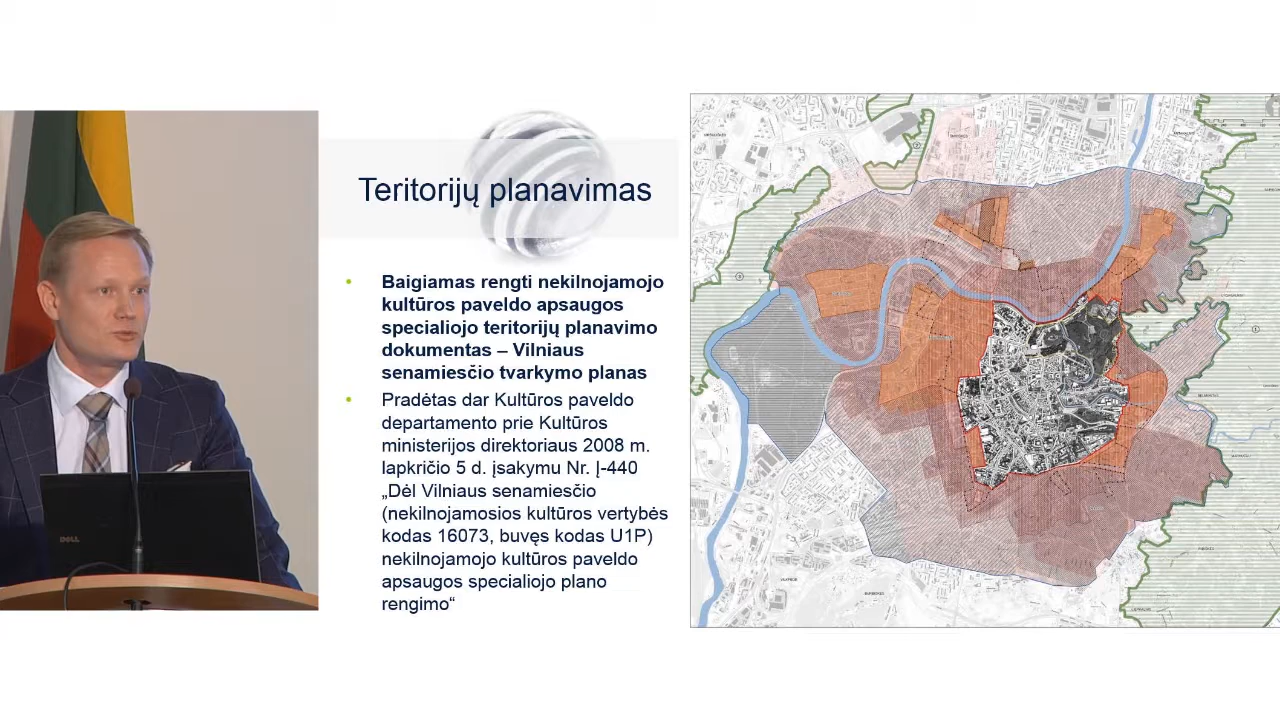 Teritorijų planavimas
• Baigiamas rengti nekilnojamojo
kultūros paveldo apsaugos
specialiojo teritorijų planavimo
dokumentas – Vilniaus
senamiesčio tvarkymo planas
• Pradėtas dar Kultūros paveldo
departamento prie Kultūros
ministerijos direktoriaus 2008 m.
lapkričio 5 d. įsakymu Nr. Į-440
„Dėl Vilniaus senamiesčio
(nekilnojamosios kultūros vertybės
kodas 16073, buvęs kodas U1P)
nekilnojamojo kultūros paveldo
apsaugos specialiojo plano
rengimo“
DELL